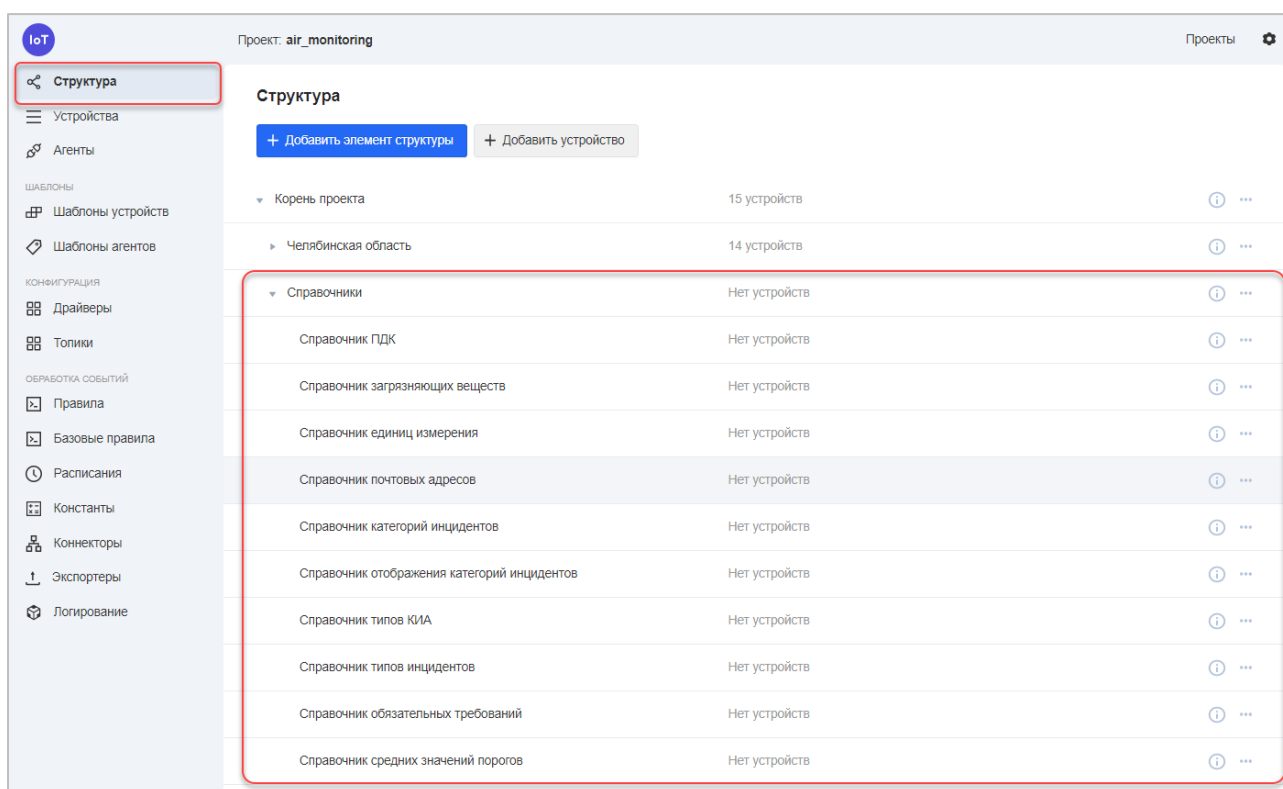 IoT
Проект: air_monitoring
Проекты
Структура
Устройства
Агенты
ШАБЛОНЫ
Шаблоны устройств
Шаблоны агентов
КОНФИГУРАЦИЯ
Драйверы
Топики
ОБРАБОТКА СОБЫТИЙ
Правила
Базовые правила
Расписания
Константы
Коннекторы
Экспортеры
Логирование
Структура
+ Добавить элемент структуры
+ Добавить устройство
Корень проекта 15 устройств
Челябинская область 14 устройств
Справочники Нет устройств
Справочник ПДК Нет устройств
Справочник загрязняющих веществ Нет устройств
Справочник единиц измерения Нет устройств
Справочник почтовых адресов Нет устройств
Справочник категорий инцидентов Нет устройств
Справочник отображения категорий инцидентов Нет устройств
Справочник типов КИА Нет устройств
Справочник типов инцидентов Нет устройств
Справочник обязательных требований Нет устройств
Справочник средних значений порогов Нет устройств